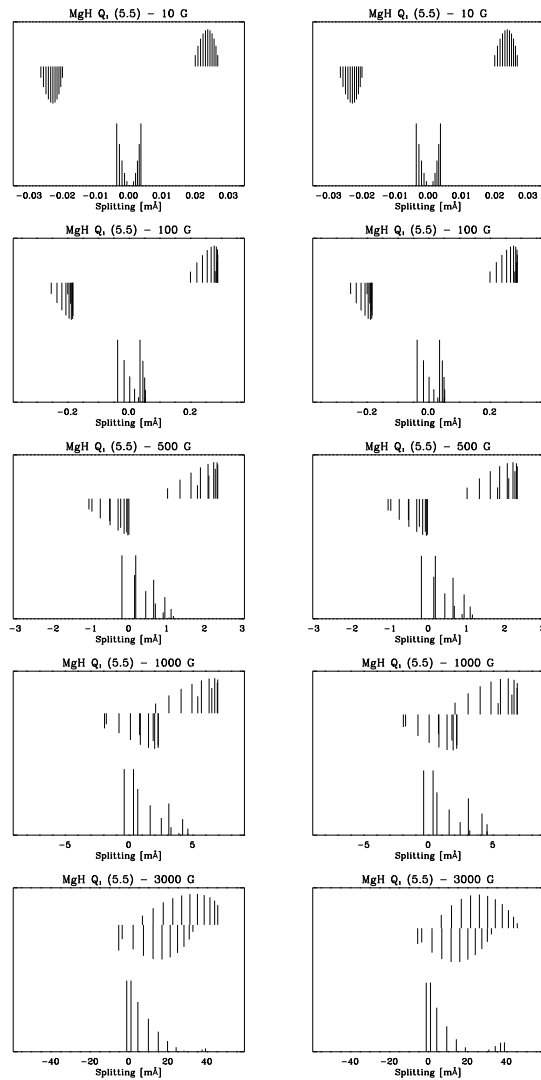 MgH Q₁ (5.5) – 10 G
MgH Q₁ (5.5) – 10 G
-0.03 -0.02 -0.01 0.00 0.01 0.02 0.03
-0.03 -0.02 -0.01 0.00 0.01 0.02 0.03
Splitting [mÅ]
Splitting [mÅ]
MgH Q₁ (5.5) – 100 G
MgH Q₁ (5.5) – 100 G
-0.2 0.0 0.2
-0.2 0.0 0.2
Splitting [mÅ]
Splitting [mÅ]
MgH Q₁ (5.5) – 500 G
MgH Q₁ (5.5) – 500 G
-3 -2 -1 0 1 2 3
-3 -2 -1 0 1 2 3
Splitting [mÅ]
Splitting [mÅ]
MgH Q₁ (5.5) – 1000 G
MgH Q₁ (5.5) – 1000 G
-5 0 5
-5 0 5
Splitting [mÅ]
Splitting [mÅ]
MgH Q₁ (5.5) – 3000 G
MgH Q₁ (5.5) – 3000 G
-40 -20 0 20 40 60
-40 -20 0 20 40 60
Splitting [mÅ]
Splitting [mÅ]